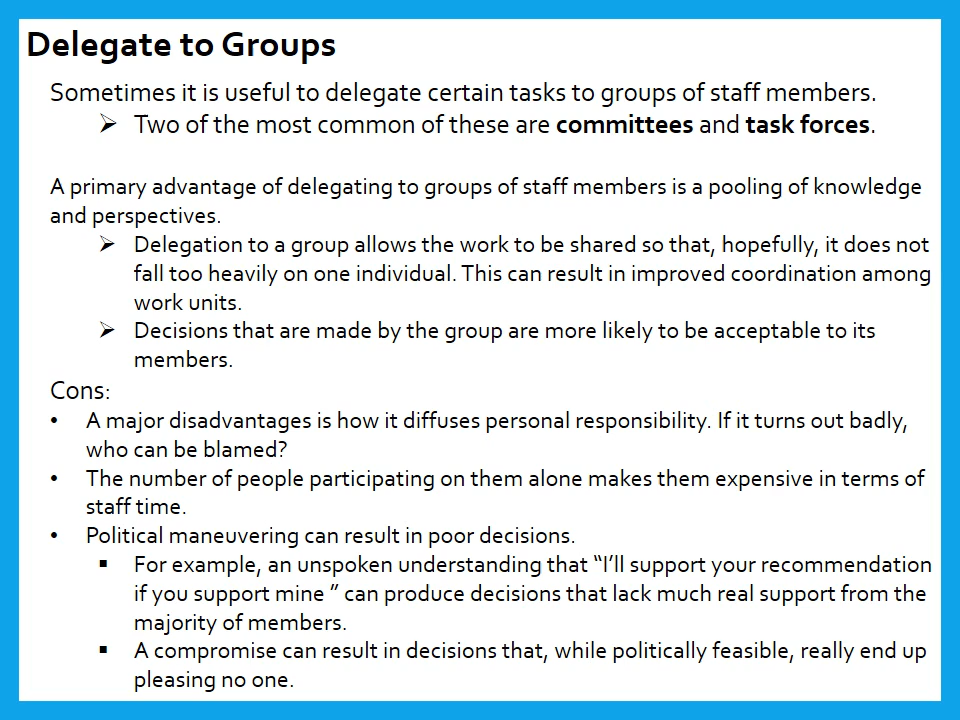 Delegate to Groups
Sometimes it is useful to delegate certain tasks to groups of staff members.
➢ Two of the most common of these are committees and task forces.
A primary advantage of delegating to groups of staff members is a pooling of knowledge
and perspectives.
➢ Delegation to a group allows the work to be shared so that, hopefully, it does not
fall too heavily on one individual. This can result in improved coordination among
work units.
➢ Decisions that are made by the group are more likely to be acceptable to its
members.
Cons:
• A major disadvantages is how it diffuses personal responsibility. If it turns out badly,
who can be blamed?
• The number of people participating on them alone makes them expensive in terms of
staff time.
• Political maneuvering can result in poor decisions.
▪ For example, an unspoken understanding that “I’ll support your recommendation
if you support mine ” can produce decisions that lack much real support from the
majority of members.
▪ A compromise can result in decisions that, while politically feasible, really end up
pleasing no one.